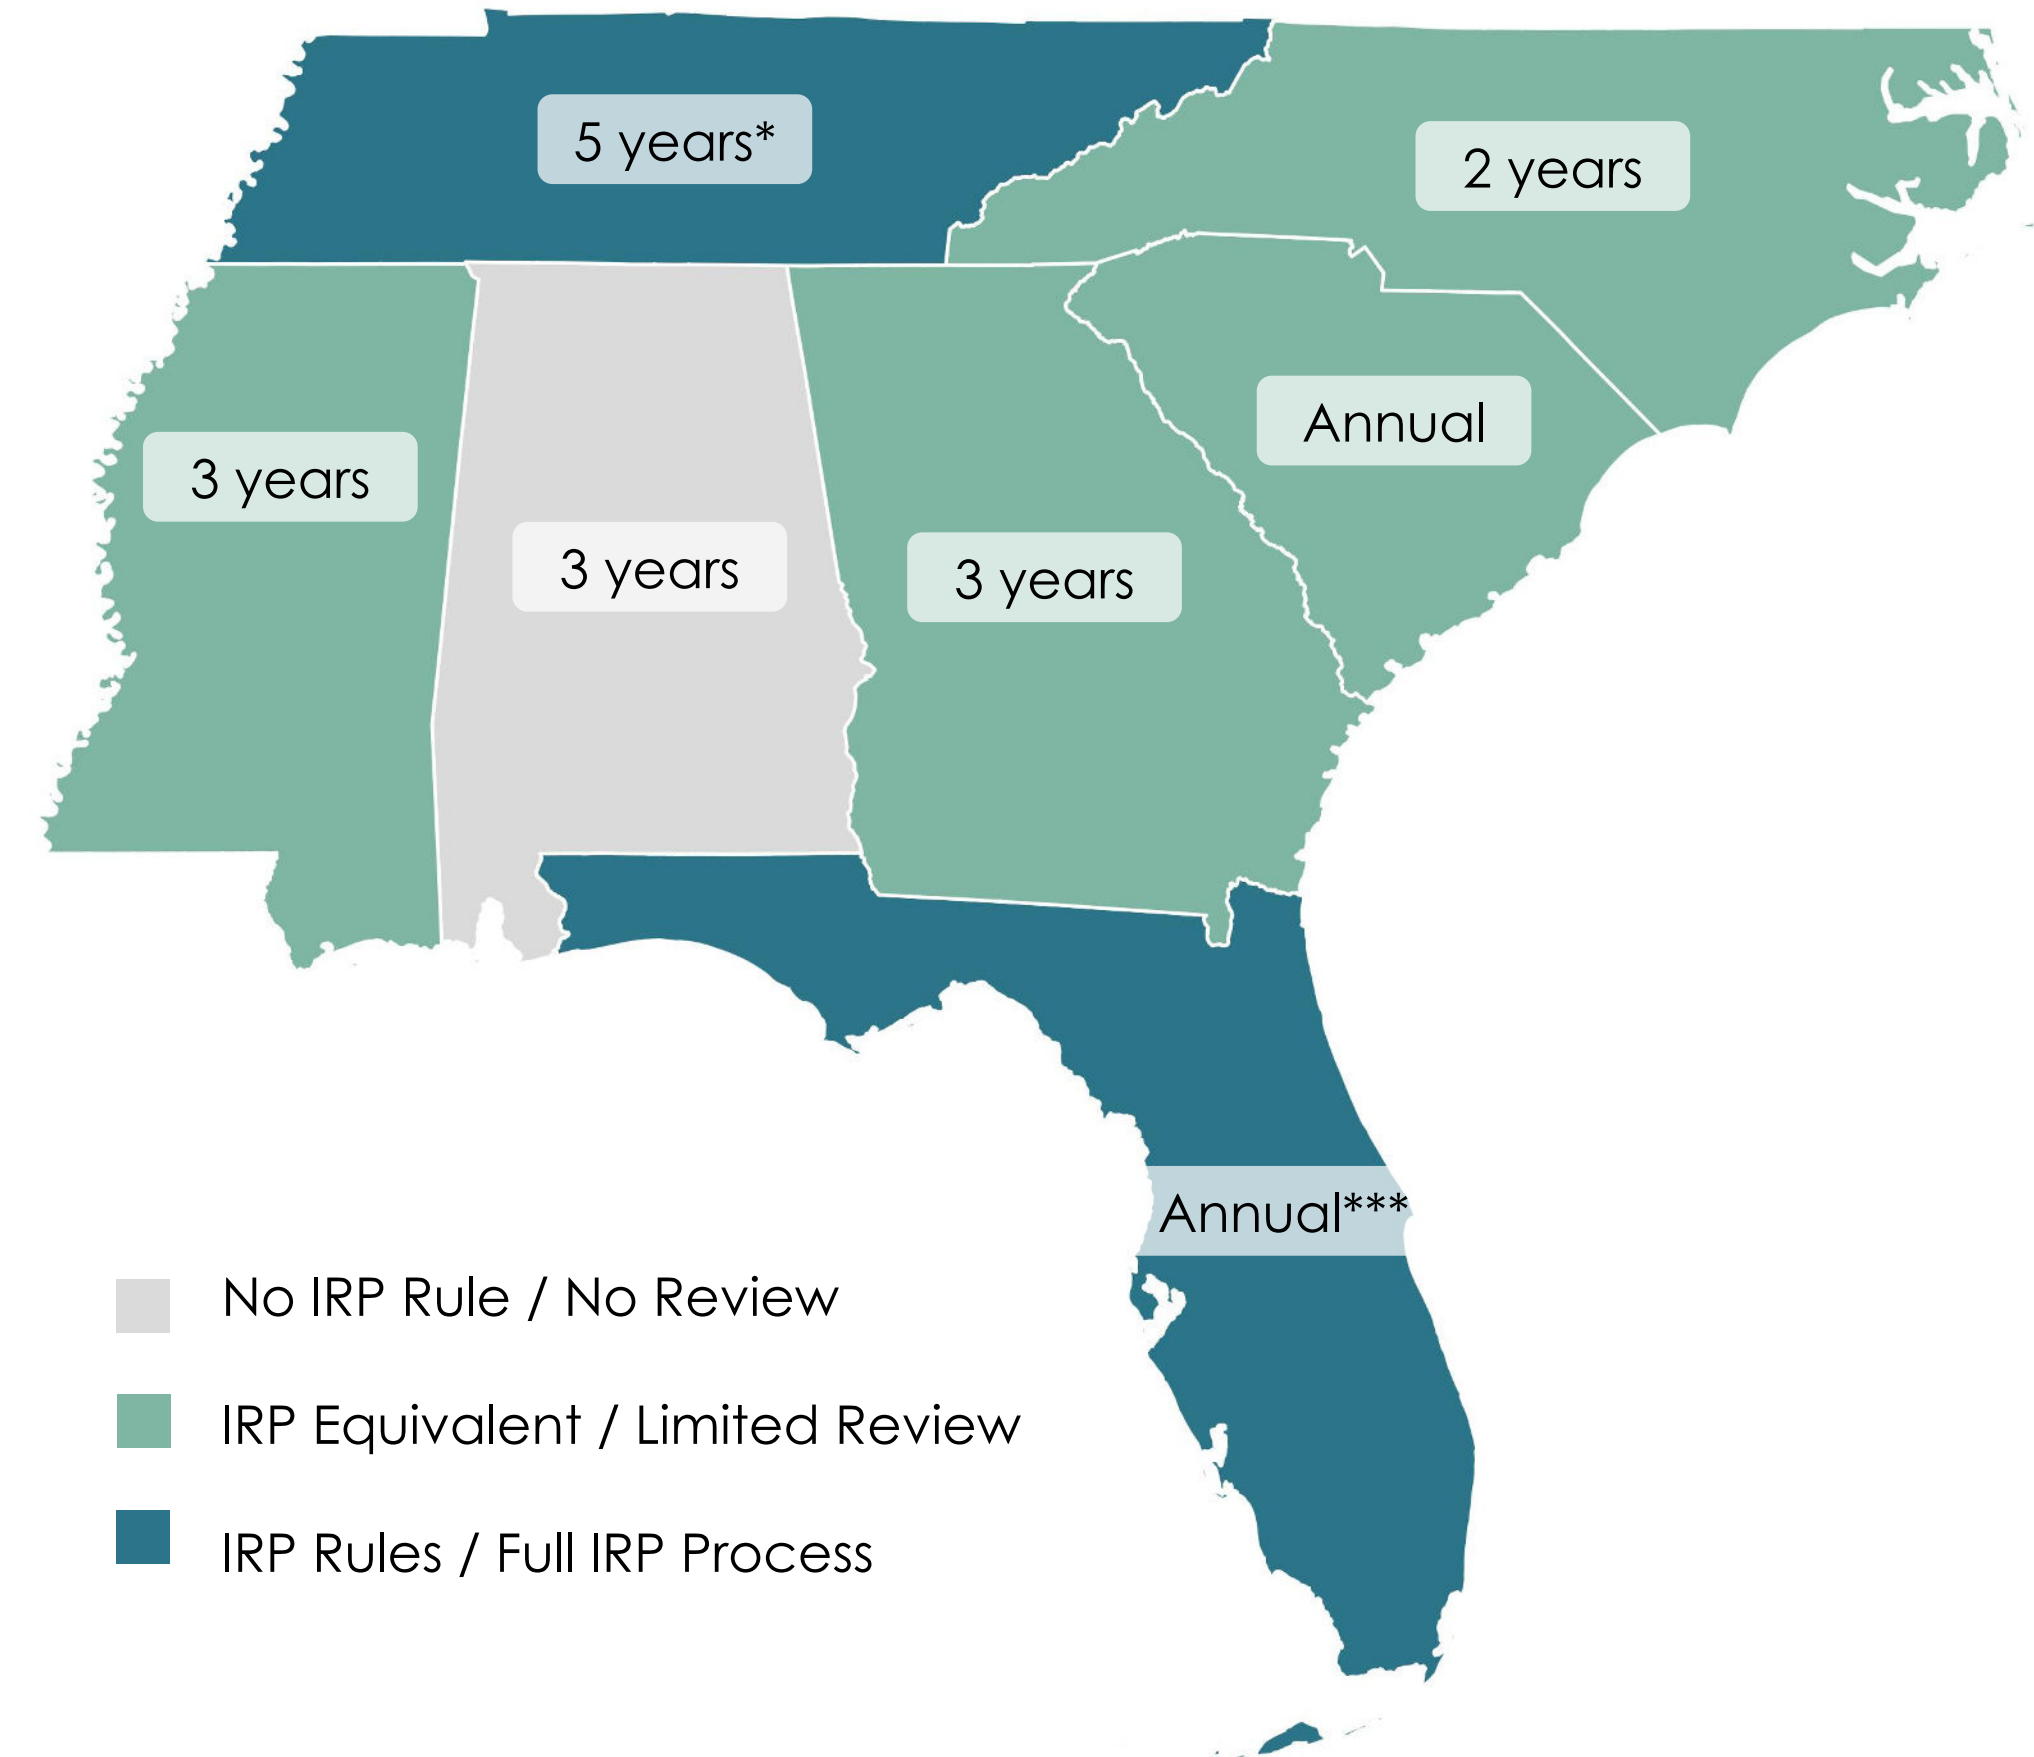 5 years*
2 years
Annual
3 years
3 years
3 years
Annual***
No IRP Rule / No Review
IRP Equivalent / Limited Review
IRP Rules / Full IRP Process